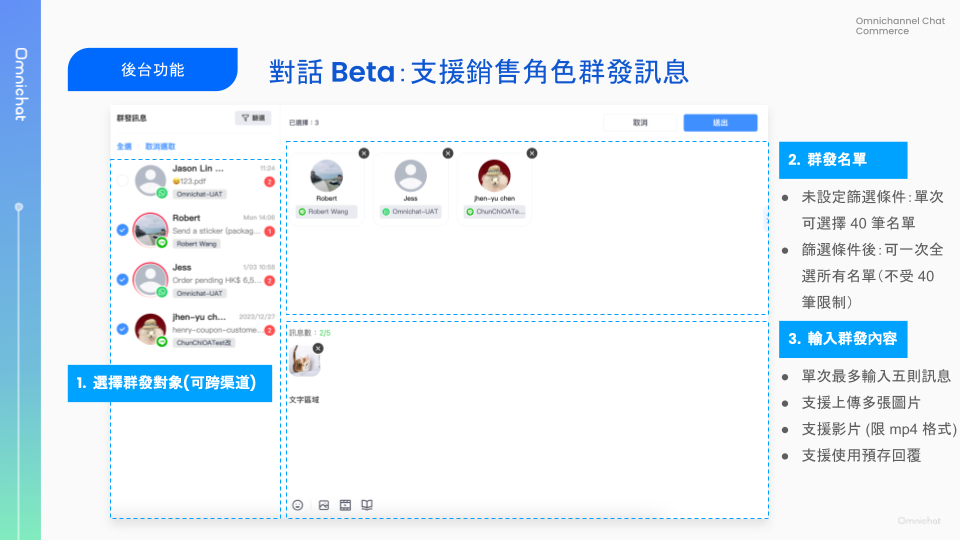 Omnichat
Omnichannel Chat
Commerce
後台功能
對話 Beta：支援銷售角色群發訊息
群發訊息
篩選
全選
取消選取
Jason Lin ...
11:24
123.pdf
2
Omnichat-UAT
Robert
Mon 14:08
Send a sticker (packag...
1
Robert Wang
Jess
1/03 10:58
Order pending HK$ 6,5...
2
Omnichat-UAT
jhen-yu ch...
2023/12/27
henry-coupon-custome...
2
ChunChiOATest改
1. 選擇群發對象(可跨渠道)
已選擇：3
取消
送出
Robert
Robert Wang
Jess
Omnichat-UAT
jhen-yu chen
ChunChiOATe...
訊息數：2/5
文字區域
2. 群發名單
● 未設定篩選條件：單次
可選擇 40 筆名單
● 篩選條件後：可一次全
選所有名單（不受 40
筆限制）
3. 輸入群發內容
● 單次最多輸入五則訊息
● 支援上傳多張圖片
● 支援影片 (限 mp4 格式)
● 支援使用預存回覆
Omnichat